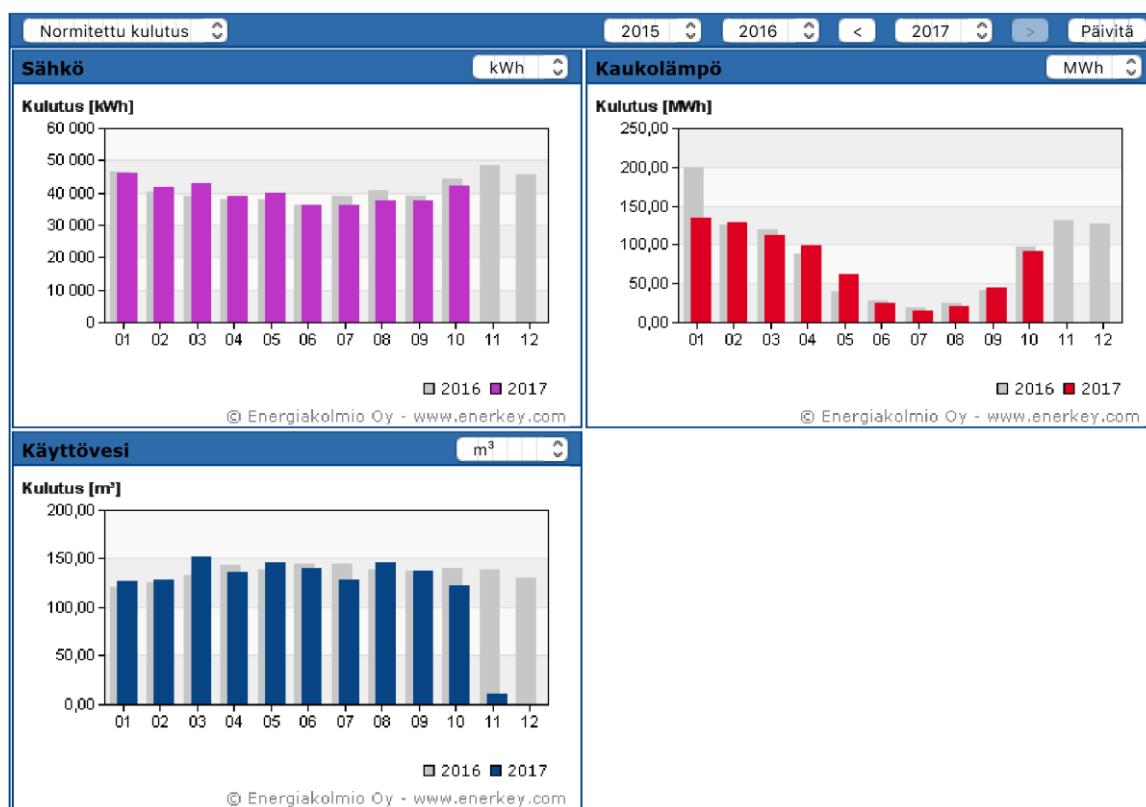 Normitettu kulutus 2015 2016 < 2017 > Päivitä
Sähkö kWh
Kulutus [kWh]
60 000
50 000
40 000
30 000
20 000
10 000
0
01 02 03 04 05 06 07 08 09 10 11 12
2016 2017
© Energiakolmio Oy - www.enerkey.com
Kaukolämpö MWh
Kulutus [MWh]
250,00
200,00
150,00
100,00
50,00
0,00
01 02 03 04 05 06 07 08 09 10 11 12
2016 2017
© Energiakolmio Oy - www.enerkey.com
Käyttövesi m³
Kulutus [m³]
200,00
150,00
100,00
50,00
0,00
01 02 03 04 05 06 07 08 09 10 11 12
2016 2017
© Energiakolmio Oy - www.enerkey.com